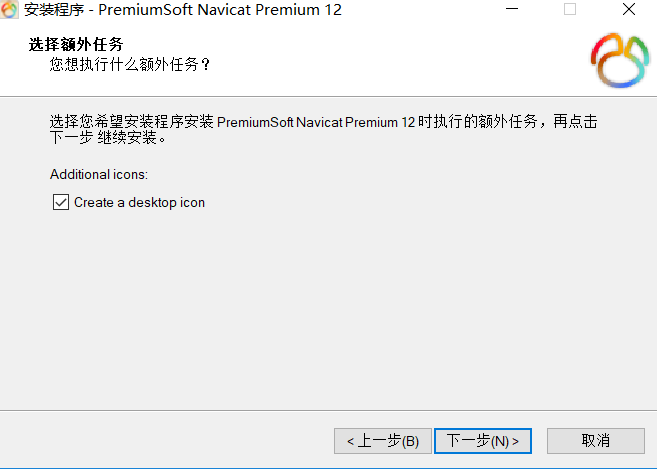 安装程序 - PremiumSoft Navicat Premium 12
选择额外任务
您想执行什么额外任务？
选择您希望安装程序安装 PremiumSoft Navicat Premium 12 时执行的额外任务，再点击
下一步 继续安装。
Additional icons:
Create a desktop icon
< 上一步(B) 下一步(N) > 取消